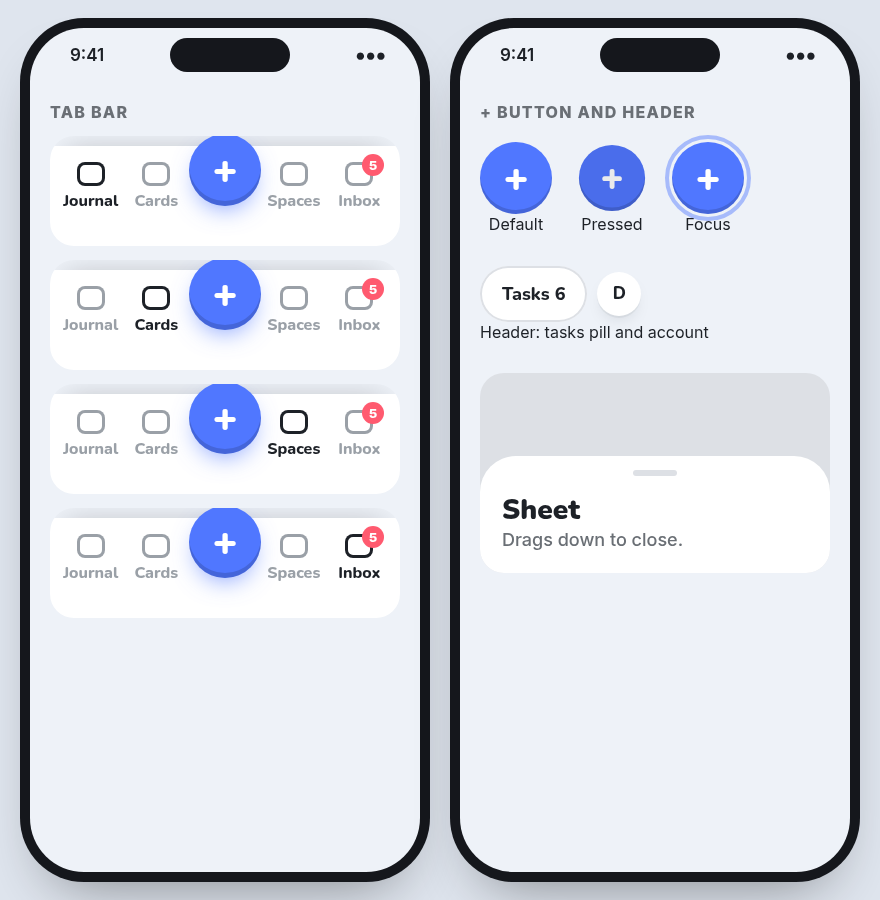 9:41
TAB BAR
Journal Cards + Spaces Inbox 5
Journal Cards + Spaces Inbox 5
Journal Cards + Spaces Inbox 5
Journal Cards + Spaces Inbox 5
9:41
+ BUTTON AND HEADER
+ + +
Default Pressed Focus
Tasks 6 D
Header: tasks pill and account
Sheet
Drags down to close.